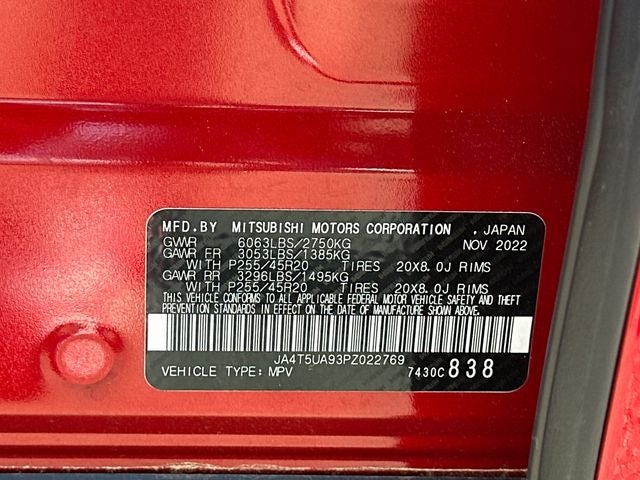 MFD.BY MITSUBISHI MOTORS CORPORATION , JAPAN
GVWR 6063LBS/2750KG NOV 2022
GAWR FR 3053LBS/1385KG
WITH P255/45R20 TIRES 20X8.0J RIMS
GAWR RR 3296LBS/1495KG
WITH P255/45R20 TIRES 20X8.0J RIMS
THIS VEHICLE CONFORMS TO ALL APPLICABLE FEDERAL MOTOR VEHICLE SAFETY AND THEFT
PREVENTION STANDARDS IN EFFECT ON THE DATE OF MANUFACTURE SHOWN ABOVE.
JA4T5UA93PZ022769
VEHICLE TYPE:MPV 7430C 838